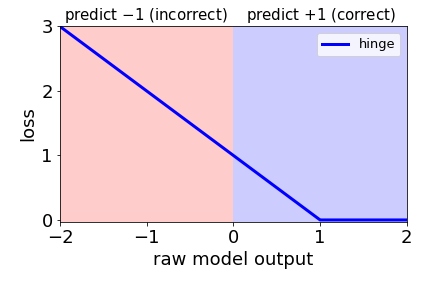 predict −1 (incorrect) predict +1 (correct)
3
hinge
2
loss
1
0
−2 −1 0 1 2
raw model output